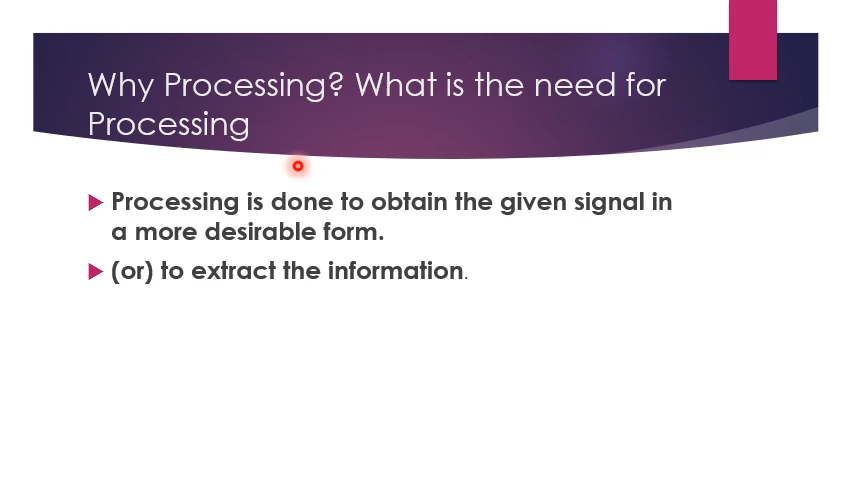 Why Processing? What is the need for
Processing
Processing is done to obtain the given signal in
a more desirable form.
(or) to extract the information.